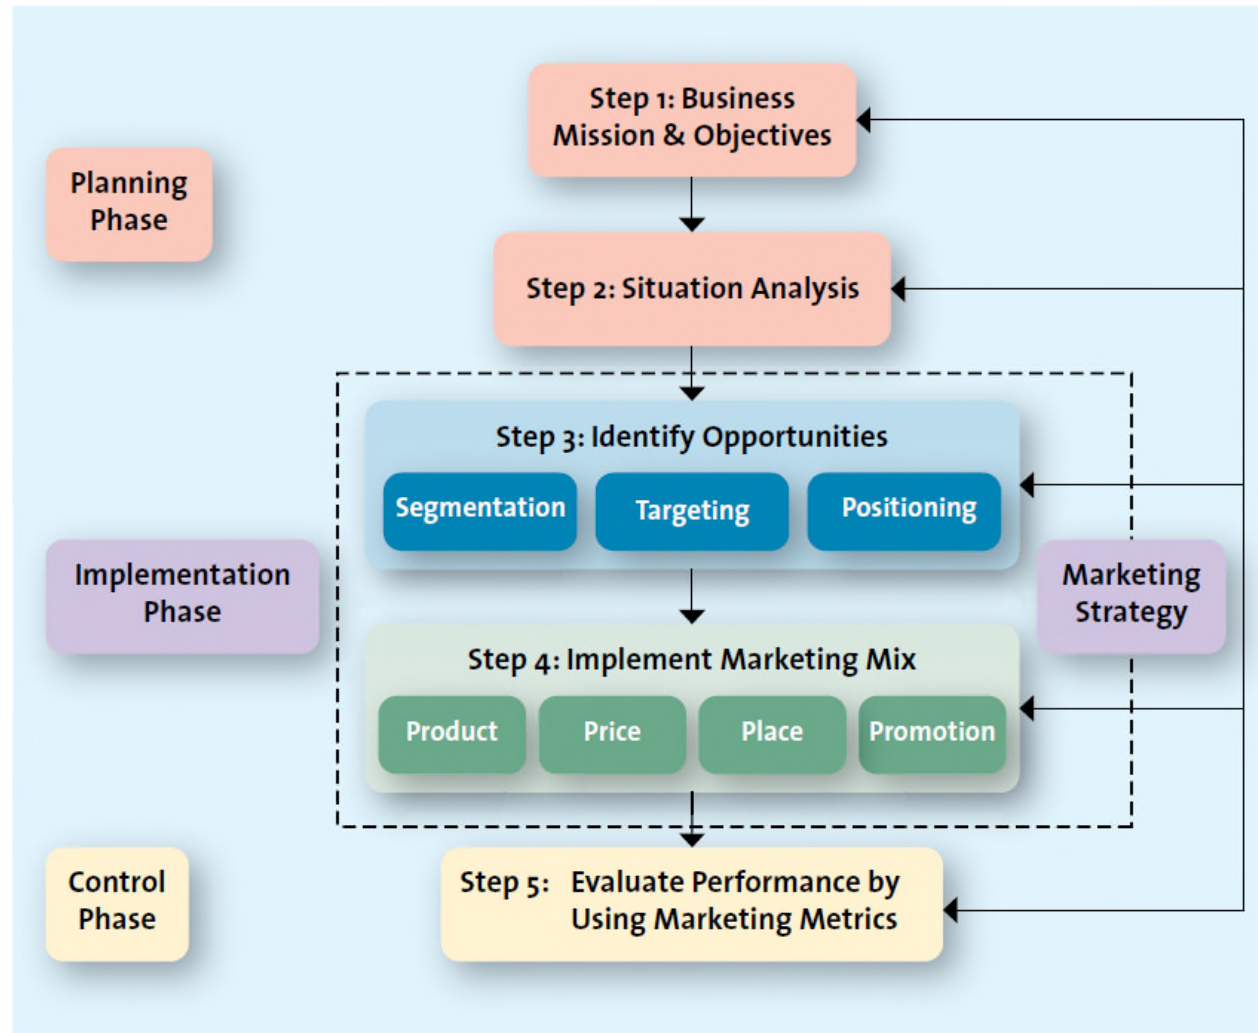 Step 1: Business
Mission & Objectives
Planning
Phase
Step 2: Situation Analysis
Step 3: Identify Opportunities
Segmentation
Targeting
Positioning
Implementation
Phase
Marketing
Strategy
Step 4: Implement Marketing Mix
Product
Price
Place
Promotion
Control
Phase
Step 5: Evaluate Performance by
Using Marketing Metrics